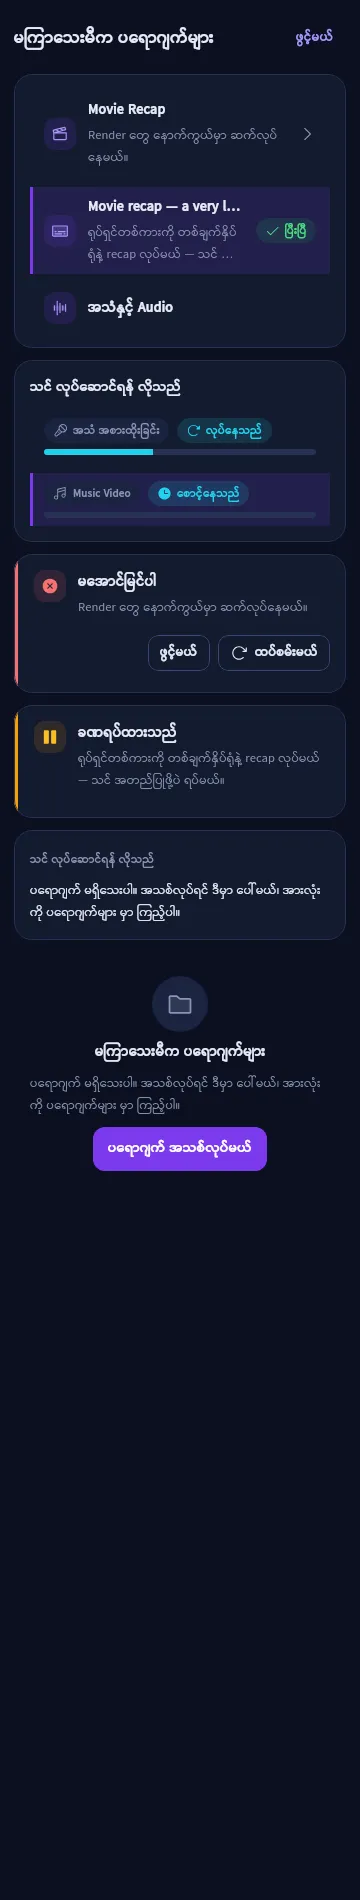 မကြာသေးမီက ပရောဂျက်များ
ဖွင့်မယ်
Movie Recap
Render တွေ နောက်ကွယ်မှာ ဆက်လုပ်
နေမယ်။
Movie recap — a very l...
ရုပ်ရှင်တစ်ကားကို တစ်ချက်နှိပ်
ရုံနဲ့ recap လုပ်မယ် — သင် ...
ပြီးပြီ
အသံနှင့် Audio
သင် လုပ်ဆောင်ရန် လိုသည်
အသံ အစားထိုးခြင်း
လုပ်နေသည်
Music Video
စောင့်နေသည်
မအောင်မြင်ပါ
Render တွေ နောက်ကွယ်မှာ ဆက်လုပ်နေမယ်။
ဖွင့်မယ်
ထပ်စမ်းမယ်
ခဏရပ်ထားသည်
ရုပ်ရှင်တစ်ကားကို တစ်ချက်နှိပ်ရုံနဲ့ recap လုပ်မယ်
— သင် အတည်ပြုဖို့ပဲ ရပ်မယ်။
သင် လုပ်ဆောင်ရန် လိုသည်
ပရောဂျက် မရှိသေးပါ။ အသစ်လုပ်ရင် ဒီမှာ ပေါ်မယ်၊ အားလုံး
ကို ပရောဂျက်များ မှာ ကြည့်ပါ။
မကြာသေးမီက ပရောဂျက်များ
ပရောဂျက် မရှိသေးပါ။ အသစ်လုပ်ရင် ဒီမှာ ပေါ်မယ်၊ အားလုံး
ကို ပရောဂျက်များ မှာ ကြည့်ပါ။
ပရောဂျက် အသစ်လုပ်မယ်